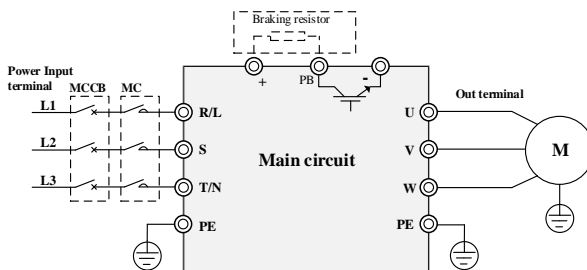 Braking resistor
+
PB
-
Power Input
terminal
MCCB
MC
Out terminal
L1
R/L
U
L2
S
Main circuit
V
M
L3
T/N
W
PE
PE